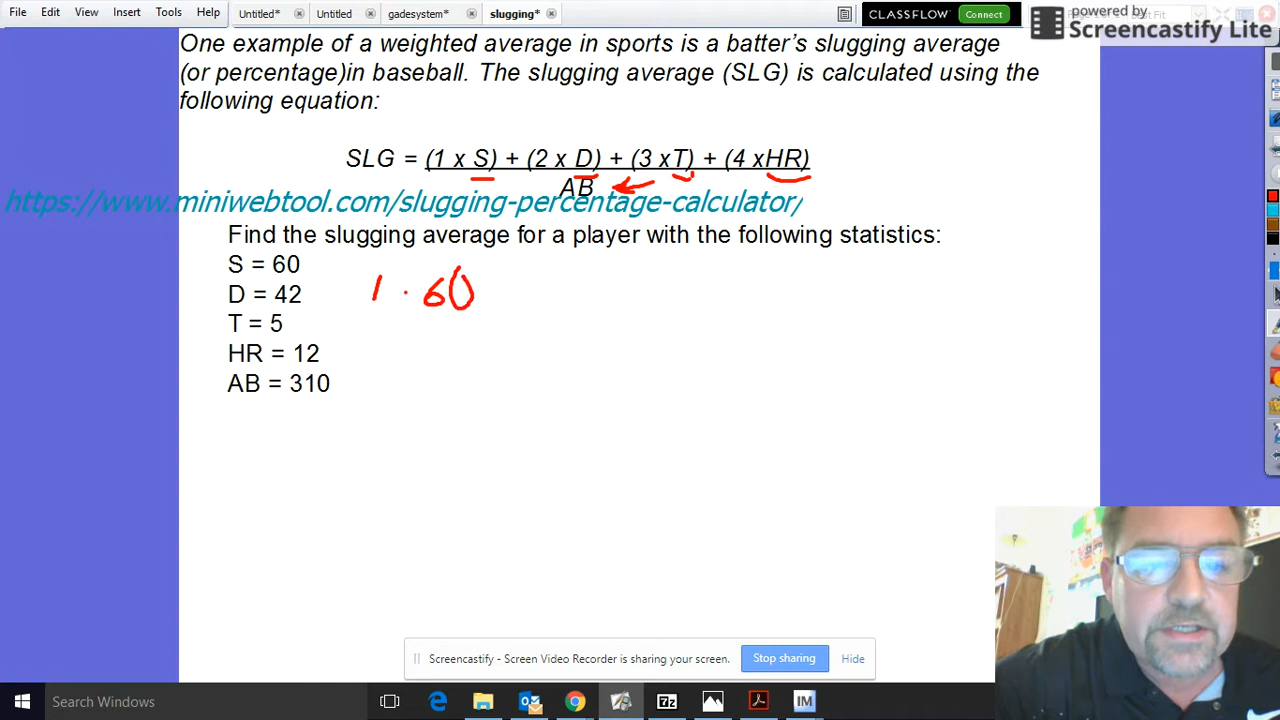 File Edit View Insert Tools Help Untitled* Untitled gadesystem* slugging* CLASSFLOW Connect
powered by
Screencastify Lite
One example of a weighted average in sports is a batter's slugging average
(or percentage)in baseball. The slugging average (SLG) is calculated using the
following equation:
SLG = (1 x S) + (2 x D) + (3 xT) + (4 xHR)
AB
https://www.miniwebtool.com/slugging-percentage-calculator/
Find the slugging average for a player with the following statistics:
S = 60
D = 42
1 · 60
T = 5
HR = 12
AB = 310
Screencastify - Screen Video Recorder is sharing your screen. Stop sharing Hide
Search Windows 7z IM